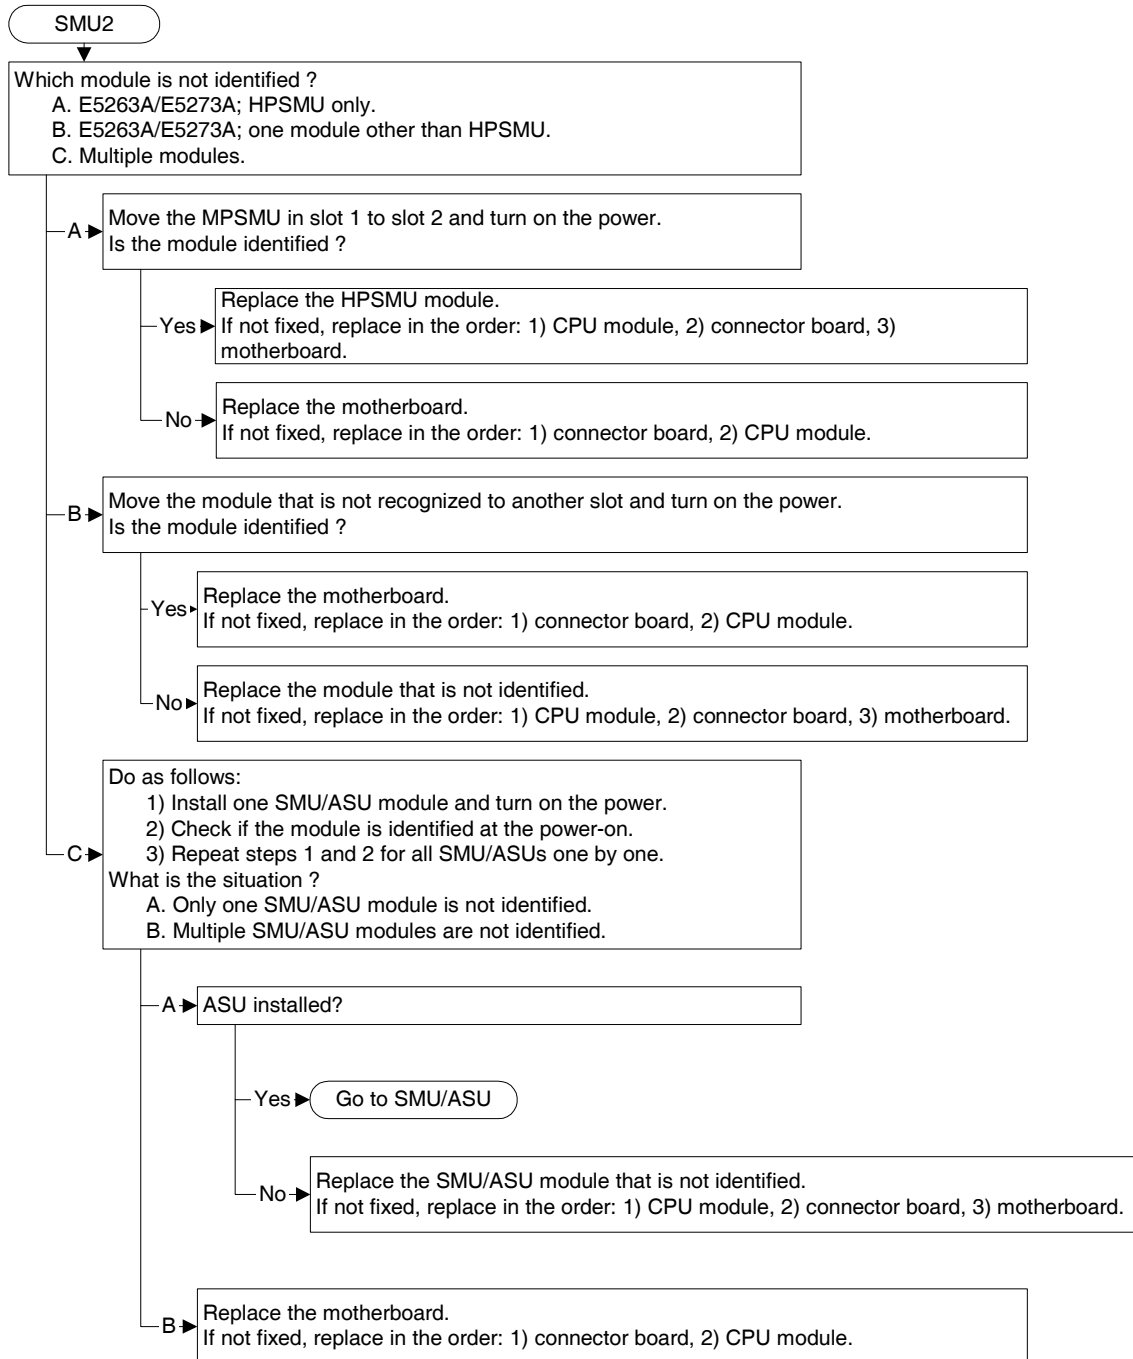 SMU2
Which module is not identified ?
A. E5263A/E5273A; HPSMU only.
B. E5263A/E5273A; one module other than HPSMU.
C. Multiple modules.
A
Move the MPSMU in slot 1 to slot 2 and turn on the power.
Is the module identified ?
Yes
Replace the HPSMU module.
If not fixed, replace in the order: 1) CPU module, 2) connector board, 3)
motherboard.
No
Replace the motherboard.
If not fixed, replace in the order: 1) connector board, 2) CPU module.
B
Move the module that is not recognized to another slot and turn on the power.
Is the module identified ?
Yes
Replace the motherboard.
If not fixed, replace in the order: 1) connector board, 2) CPU module.
No
Replace the module that is not identified.
If not fixed, replace in the order: 1) CPU module, 2) connector board, 3) motherboard.
C
Do as follows:
1) Install one SMU/ASU module and turn on the power.
2) Check if the module is identified at the power-on.
3) Repeat steps 1 and 2 for all SMU/ASUs one by one.
What is the situation ?
A. Only one SMU/ASU module is not identified.
B. Multiple SMU/ASU modules are not identified.
A
ASU installed?
Yes
Go to SMU/ASU
No
Replace the SMU/ASU module that is not identified.
If not fixed, replace in the order: 1) CPU module, 2) connector board, 3) motherboard.
B
Replace the motherboard.
If not fixed, replace in the order: 1) connector board, 2) CPU module.